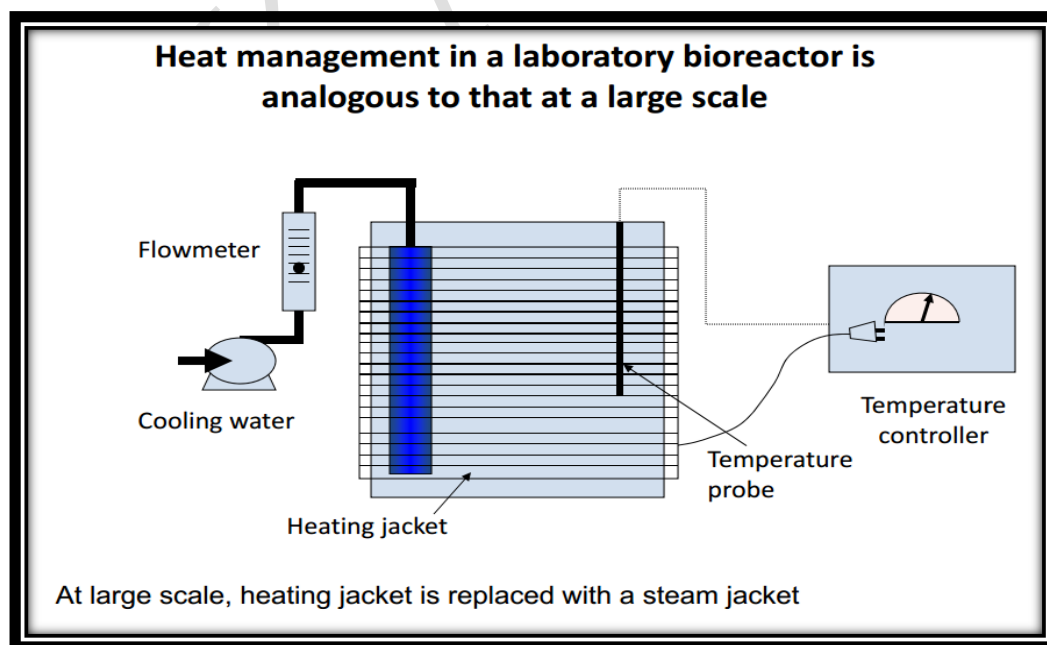 Heat management in a laboratory bioreactor is
analogous to that at a large scale
Flowmeter
Cooling water
Heating jacket
Temperature
probe
Temperature
controller
At large scale, heating jacket is replaced with a steam jacket